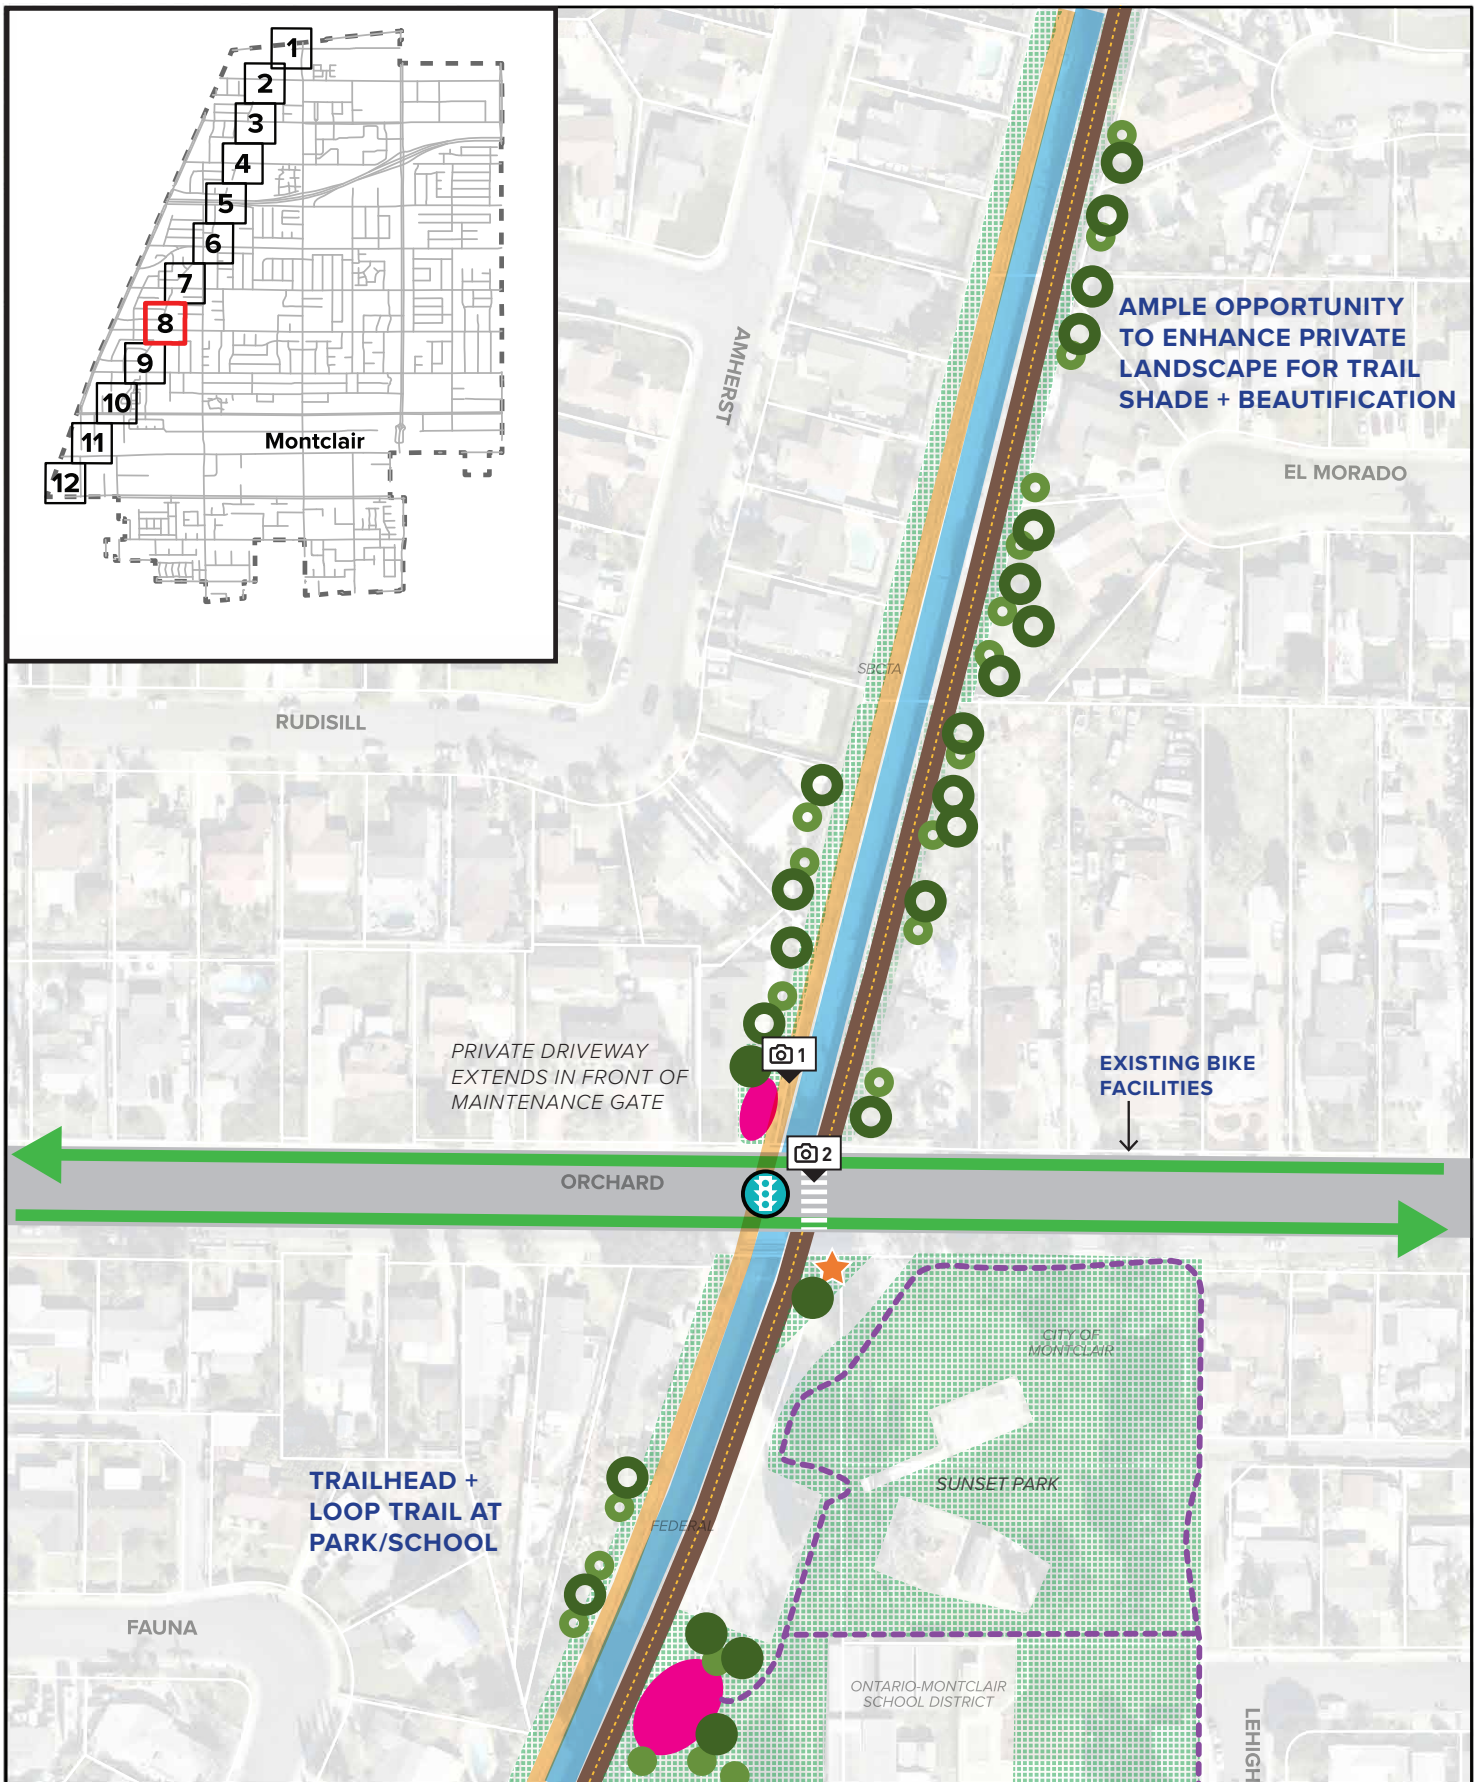 1
2
3
4
5
6
7
8
9
10
11
12
Montclair
AMHERST
AMPLE OPPORTUNITY
TO ENHANCE PRIVATE
LANDSCAPE FOR TRAIL
SHADE + BEAUTIFICATION
EL MORADO
SBCTA
RUDISILL
PRIVATE DRIVEWAY
EXTENDS IN FRONT OF
MAINTENANCE GATE
1
EXISTING BIKE
FACILITIES
2
ORCHARD
CITY OF
MONTCLAIR
TRAILHEAD +
LOOP TRAIL AT
PARK/SCHOOL
SUNSET PARK
FEDERAL
FAUNA
ONTARIO-MONTCLAIR
SCHOOL DISTRICT
LEHIGH